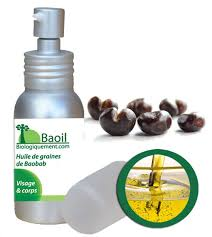 Baoil
Biologiquement.com
Huile de graines
de Baobab
Visage
& corps